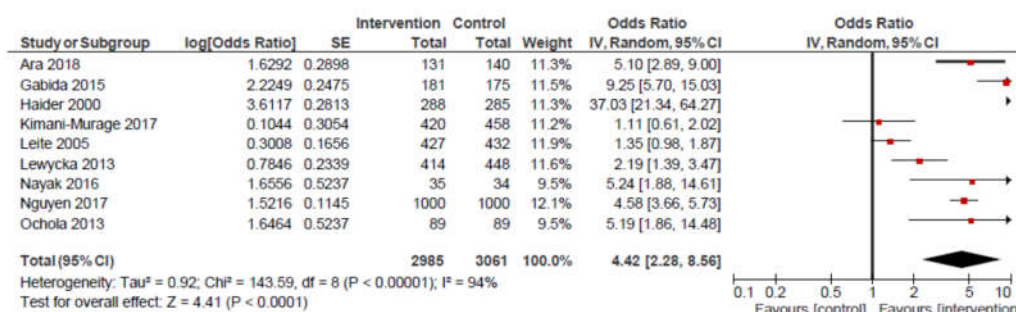 Intervention Control Odds Ratio Odds Ratio
Study or Subgroup log[Odds Ratio] SE Total Total Weight IV, Random, 95% CI IV, Random, 95% CI
Ara 2018 1.6292 0.2898 131 140 11.3% 5.10 [2.89, 9.00]
Gabida 2015 2.2249 0.2475 181 175 11.5% 9.25 [5.70, 15.03]
Haider 2000 3.6117 0.2813 288 285 11.3% 37.03 [21.34, 64.27]
Kimani-Murage 2017 0.1044 0.3054 420 458 11.2% 1.11 [0.61, 2.02]
Leite 2005 0.3008 0.1656 427 432 11.9% 1.35 [0.98, 1.87]
Lewycka 2013 0.7846 0.2339 414 448 11.6% 2.19 [1.39, 3.47]
Nayak 2016 1.6556 0.5237 35 34 9.5% 5.24 [1.88, 14.61]
Nguyen 2017 1.5216 0.1145 1000 1000 12.1% 4.58 [3.66, 5.73]
Ochola 2013 1.6464 0.5237 89 89 9.5% 5.19 [1.86, 14.48]
Total (95% CI) 2985 3061 100.0% 4.42 [2.28, 8.56]
Heterogeneity: Tau² = 0.92; Chi² = 143.59, df = 8 (P < 0.00001); I² = 94%
Test for overall effect: Z = 4.41 (P < 0.0001)
0.1 0.2 0.5 1 2 5 10
Favours [control] Favours [intervention]